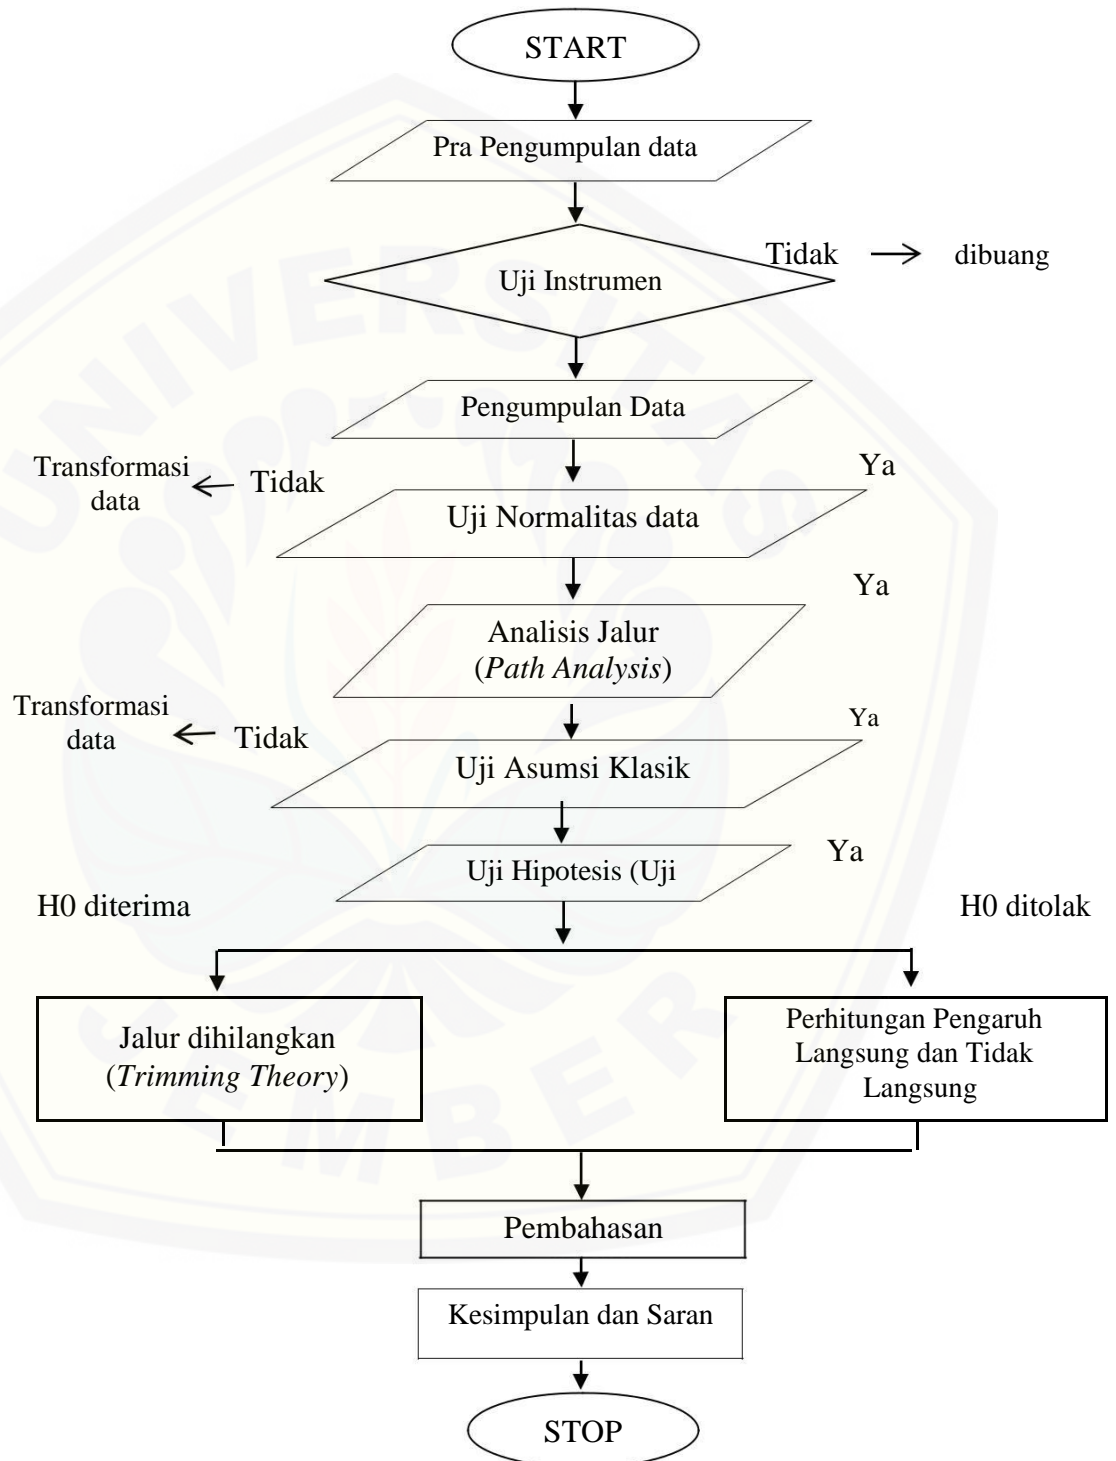 START
Pra Pengumpulan data
Tidak
dibuang
Uji Instrumen
Pengumpulan Data
Ya
Transformasi
data
Tidak
Uji Normalitas data
Ya
Analisis Jalur
(Path Analysis)
Transformasi
data
Tidak
Ya
Uji Asumsi Klasik
Ya
Uji Hipotesis (Uji
H0 diterima
H0 ditolak
Jalur dihilangkan
(Trimming Theory)
Perhitungan Pengaruh
Langsung dan Tidak
Langsung
Pembahasan
Kesimpulan dan Saran
STOP
UNIVERSITAS
JEMBER